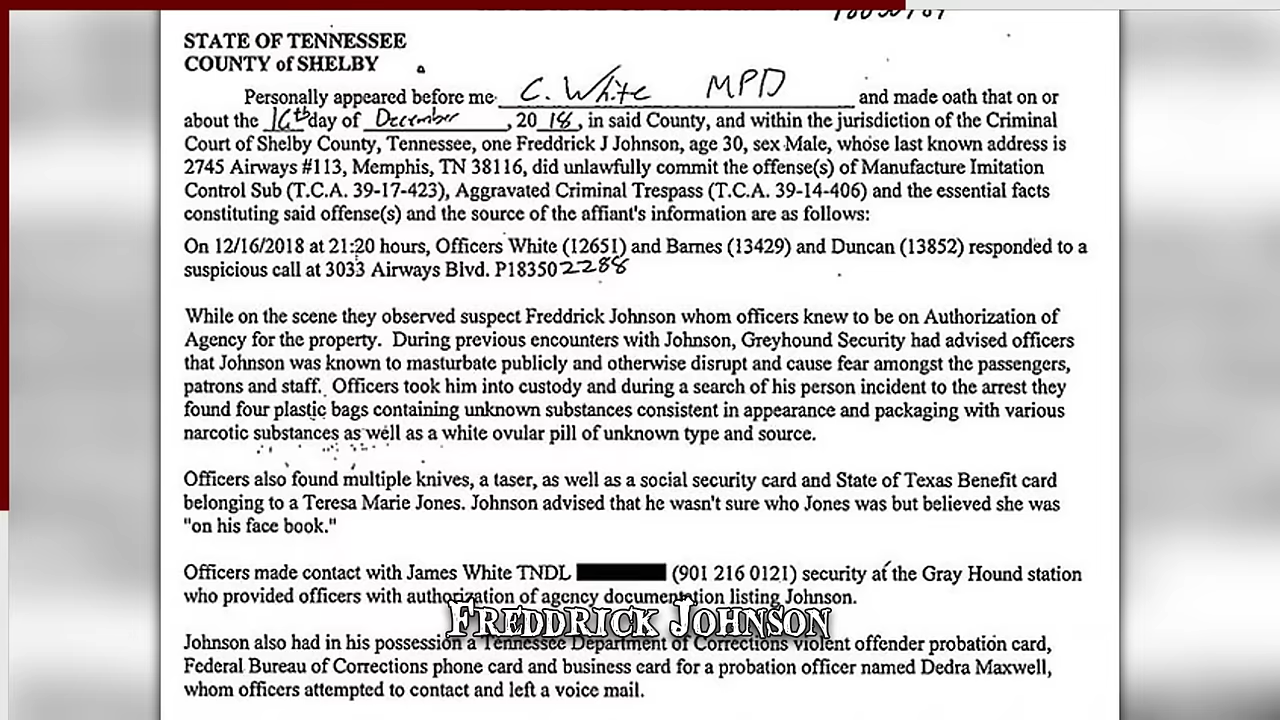 STATE OF TENNESSEE
COUNTY of SHELBY
Personally appeared before me C. White MPD and made oath that on or
about the 16th day of December, 20 18, in said County, and within the jurisdiction of the Criminal
Court of Shelby County, Tennessee, one Freddrick J Johnson, age 30, sex Male, whose last known address is
2745 Airways #113, Memphis, TN 38116, did unlawfully commit the offense(s) of Manufacture Imitation
Control Sub (T.C.A. 39-17-423), Aggravated Criminal Trespass (T.C.A. 39-14-406) and the essential facts
constituting said offense(s) and the source of the affiant's information are as follows:
On 12/16/2018 at 21:20 hours, Officers White (12651) and Barnes (13429) and Duncan (13852) responded to a
suspicious call at 3033 Airways Blvd. P183502288
While on the scene they observed suspect Freddrick Johnson whom officers knew to be on Authorization of
Agency for the property. During previous encounters with Johnson, Greyhound Security had advised officers
that Johnson was known to masturbate publicly and otherwise disrupt and cause fear amongst the passengers,
patrons and staff. Officers took him into custody and during a search of his person incident to the arrest they
found four plastic bags containing unknown substances consistent in appearance and packaging with various
narcotic substances as well as a white ovular pill of unknown type and source.
Officers also found multiple knives, a taser, as well as a social security card and State of Texas Benefit card
belonging to a Teresa Marie Jones. Johnson advised that he wasn't sure who Jones was but believed she was
"on his face book."
Officers made contact with James White TNDL (901 216 0121) security at the Gray Hound station
who provided officers with authorization of agency documentation listing Johnson.
FREDDRICK JOHNSON
Johnson also had in his possession a Tennessee Department of Corrections violent offender probation card,
Federal Bureau of Corrections phone card and business card for a probation officer named Dedra Maxwell,
whom officers attempted to contact and left a voice mail.